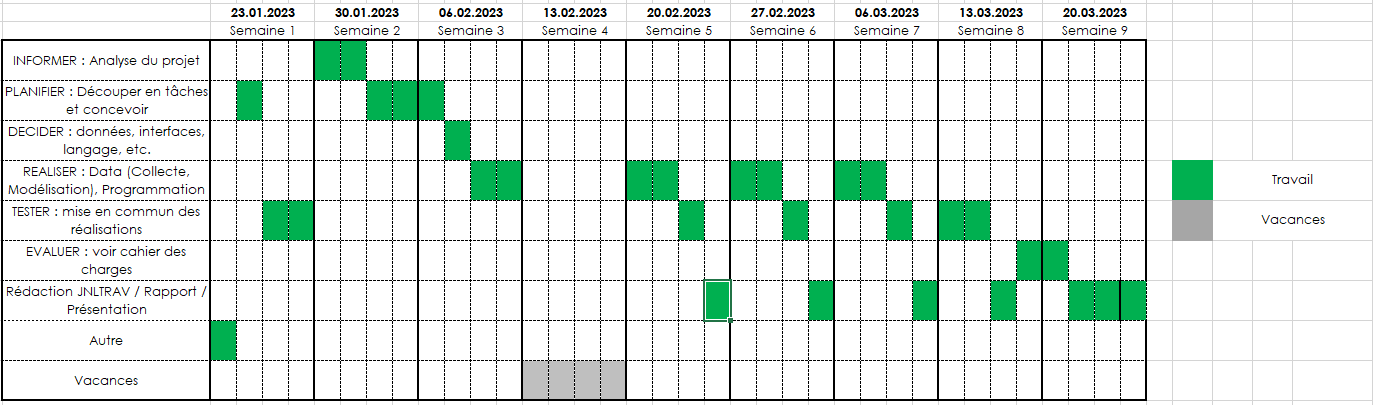 23.01.2023 30.01.2023 06.02.2023 13.02.2023 20.02.2023 27.02.2023 06.03.2023 13.03.2023 20.03.2023
Semaine 1 Semaine 2 Semaine 3 Semaine 4 Semaine 5 Semaine 6 Semaine 7 Semaine 8 Semaine 9
INFORMER : Analyse du projet
PLANIFIER : Découper en tâches
et concevoir
DECIDER : données, interfaces,
langage, etc.
REALISER : Data (Collecte,
Modélisation), Programmation
Travail
TESTER : mise en commun des
réalisations
Vacances
EVALUER : voir cahier des
charges
Rédaction JNLTRAV / Rapport /
Présentation
Autre
Vacances